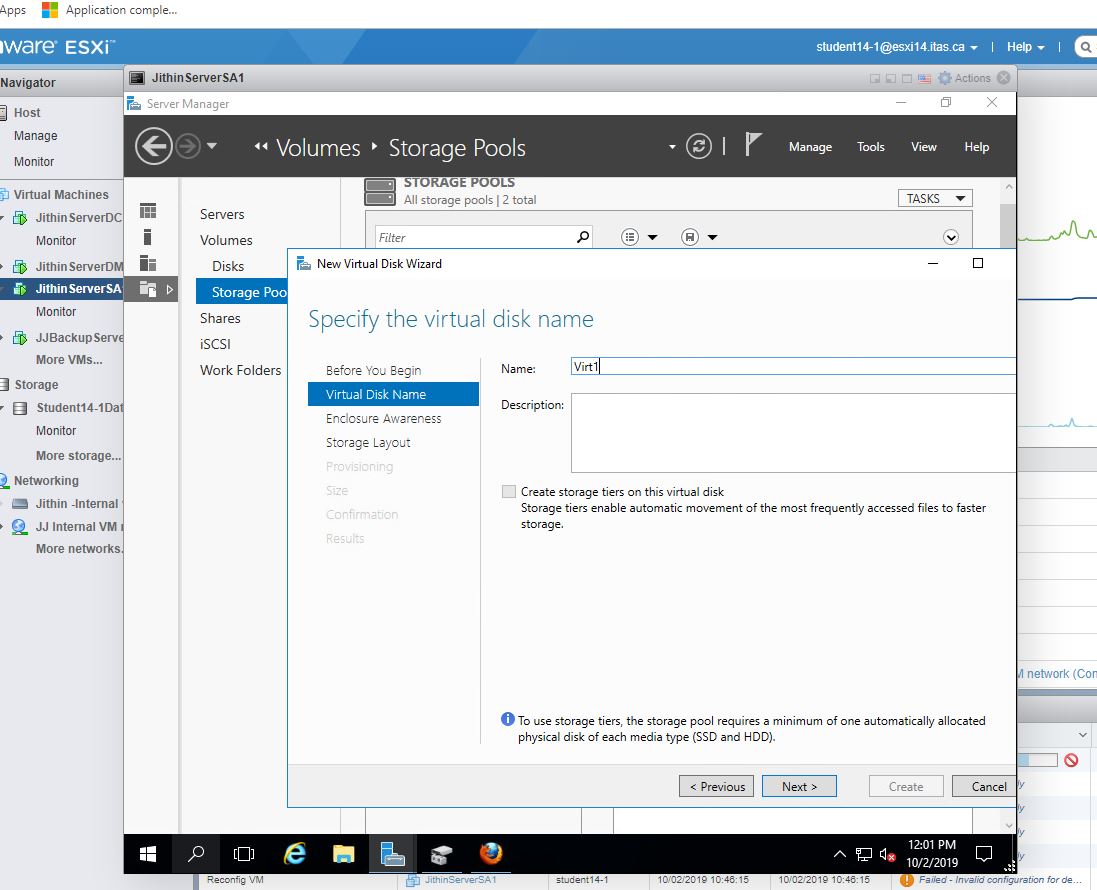 Apps Application comple...
ware ESXi™
student14-1@esxi14.itas.ca | Help |
Navigator
Host
Manage
Monitor
Virtual Machines
JithinServerDC
Monitor
JithinServerDM
JithinServerSA
Monitor
JJBackupServe
More VMs...
Storage
Student14-1Dat
Monitor
More storage...
Networking
Jithin -Internal
JJ Internal VM
More networks.
JithinServerSA1
Actions
Server Manager
Volumes Storage Pools
Manage Tools View Help
Servers
Volumes
Disks
Storage Poo
Shares
iSCSI
Work Folders
STORAGE POOLS
All storage pools | 2 total
TASKS
Filter
New Virtual Disk Wizard
Specify the virtual disk name
Before You Begin
Virtual Disk Name
Enclosure Awareness
Storage Layout
Provisioning
Size
Confirmation
Results
Name:
Virt1
Description:
Create storage tiers on this virtual disk
Storage tiers enable automatic movement of the most frequently accessed files to faster
storage.
To use storage tiers, the storage pool requires a minimum of one automatically allocated
physical disk of each media type (SSD and HDD).
< Previous Next > Create Cancel
M network (Con
ly
ly
ly
ly
12:01 PM
10/2/2019
Reconfig VM JithinServerSA1 student14-1 10/02/2019 10:46:15 10/02/2019 10:46:15 Failed - Invalid configuration for de...